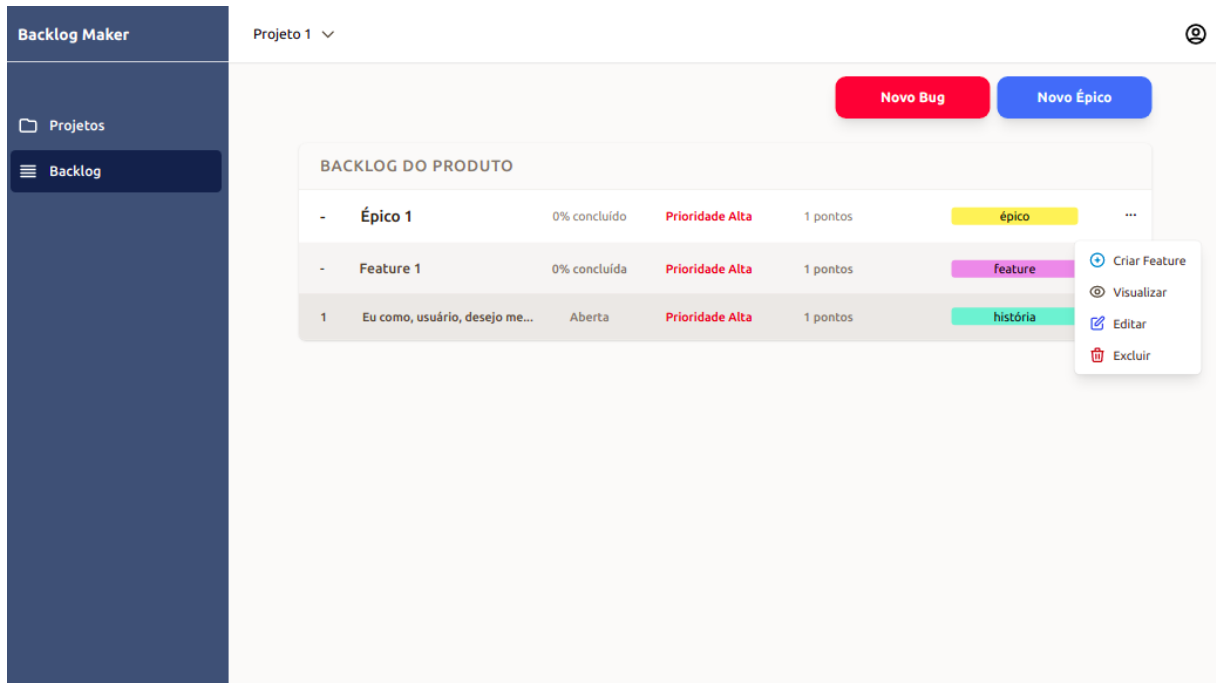 Backlog Maker
Projeto 1
Projetos
Backlog
Novo Bug
Novo Épico
BACKLOG DO PRODUTO
- Épico 1 0% concluído Prioridade Alta 1 pontos épico ...
- Feature 1 0% concluída Prioridade Alta 1 pontos feature
1 Eu como, usuário, desejo me... Aberta Prioridade Alta 1 pontos história
Criar Feature
Visualizar
Editar
Excluir